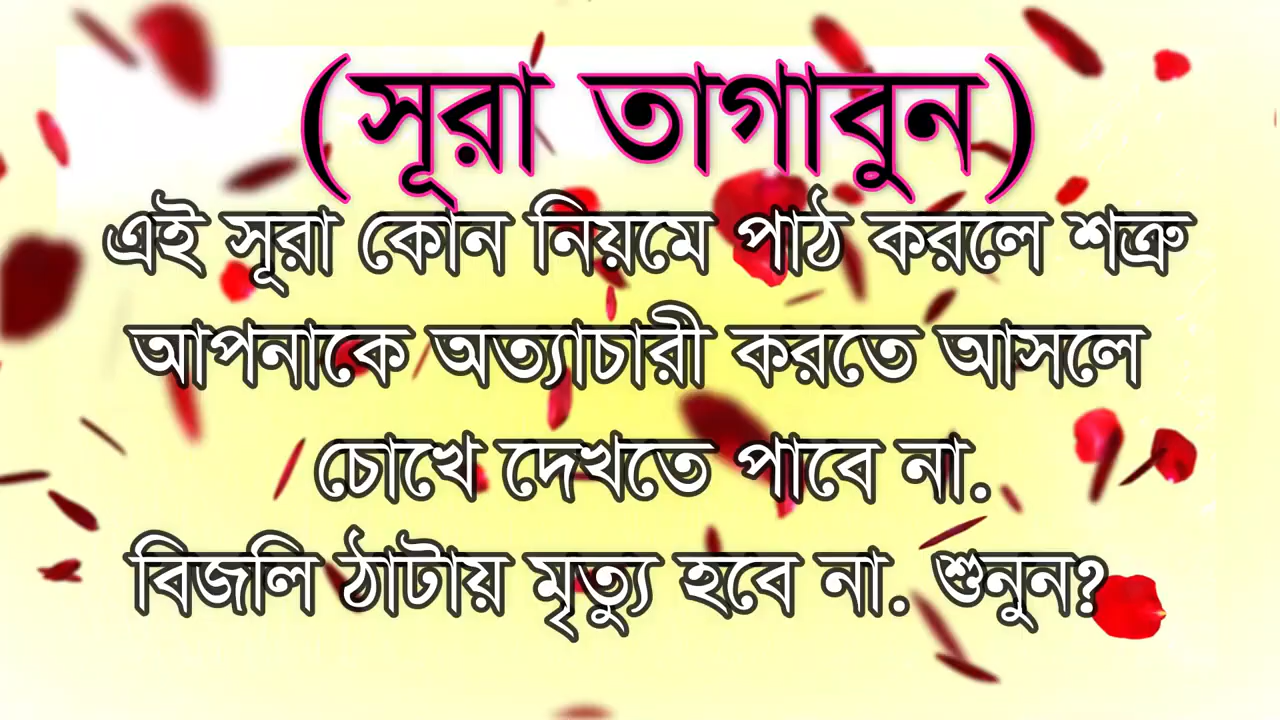 (সূরা তাগাবুন)
এই সূরা কোন নিয়মে পাঠ করলে শত্রু
আপনাকে অত্যাচারী করতে আসলে
চোখে দেখতে পাবে না.
বিজলি ঠাটায় মৃত্যু হবে না. শুনুন?